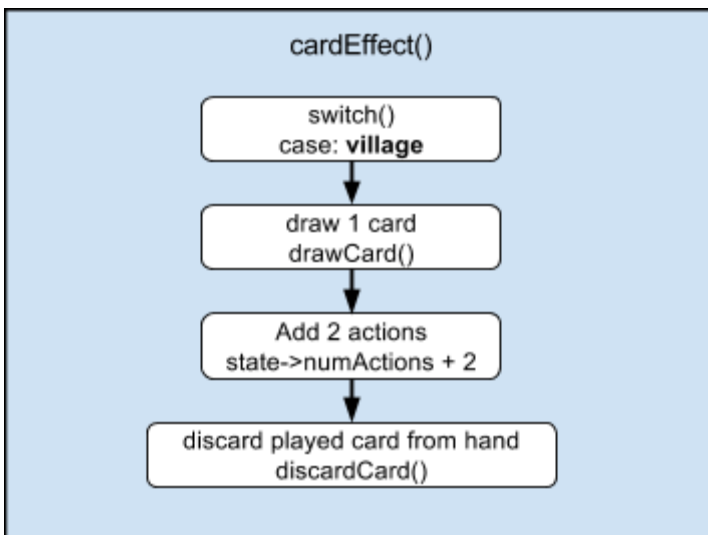 cardEffect()
switch()
case: village
draw 1 card
drawCard()
Add 2 actions
state->numActions + 2
discard played card from hand
discardCard()